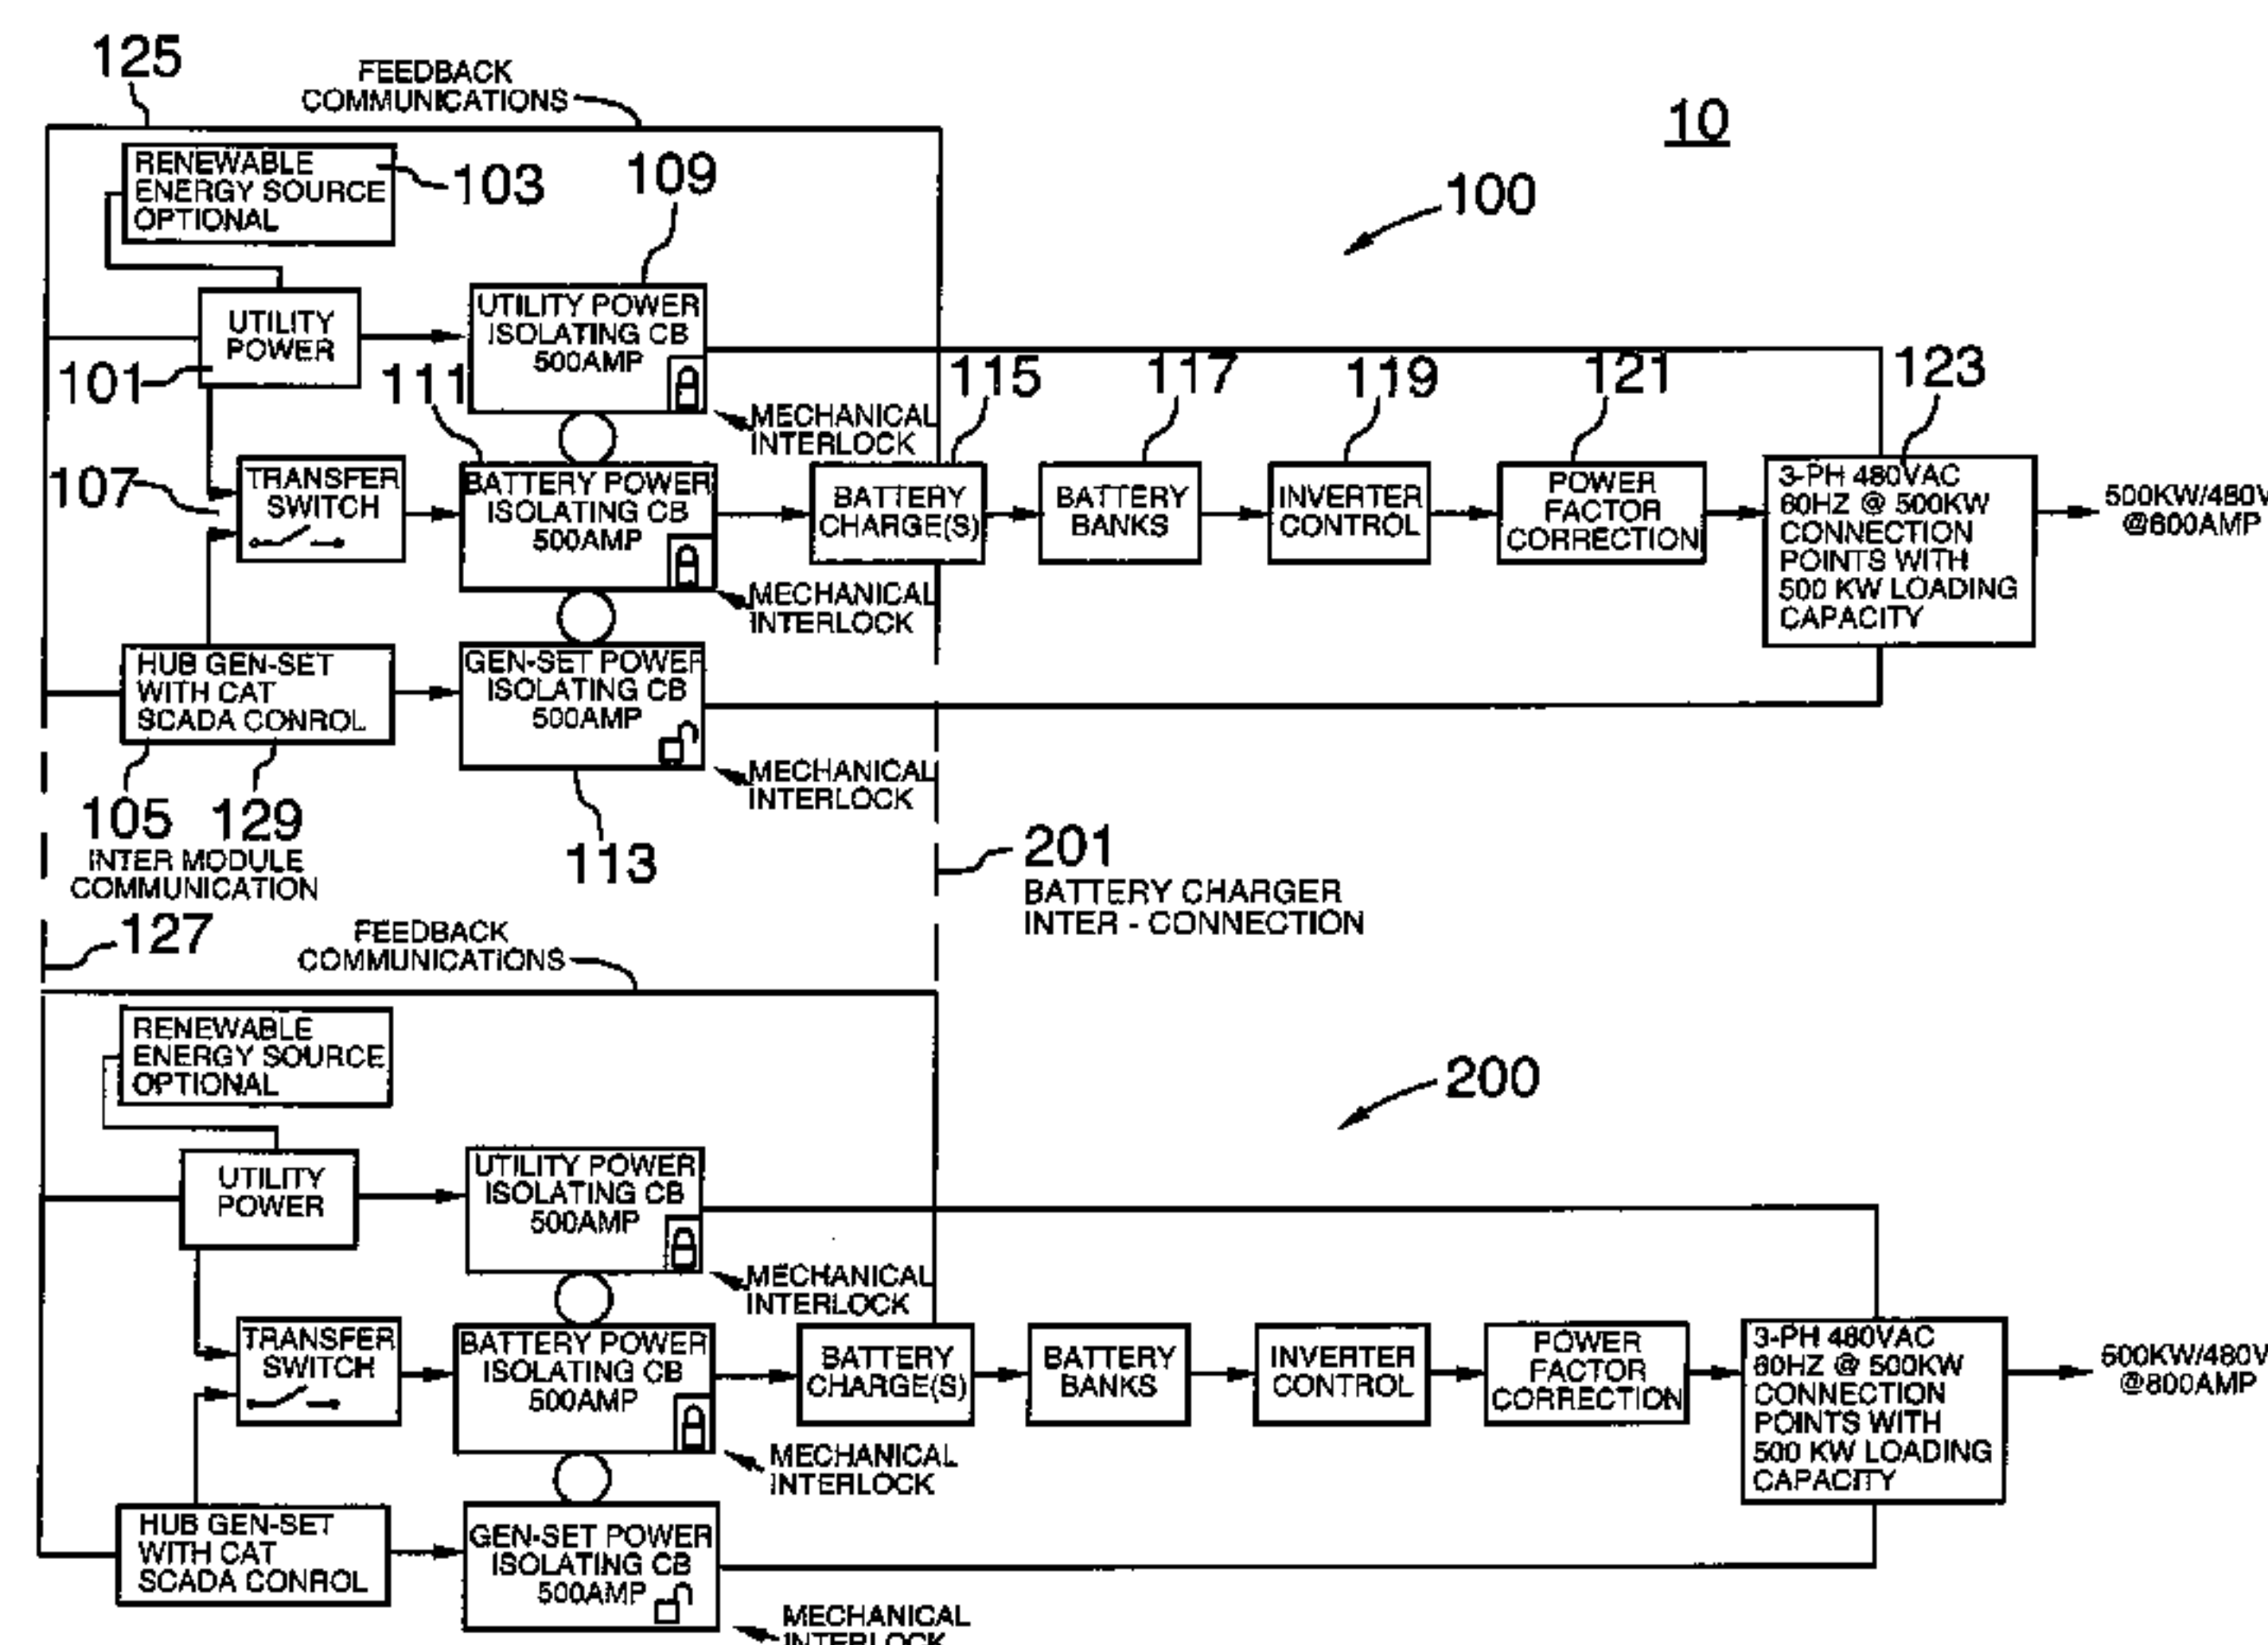 125
FEEDBACK
COMMUNICATIONS
10
RENEWABLE
ENERGY SOURCE
OPTIONAL
103
109
100
UTILITY
POWER
101
UTILITY POWER
ISOLATING CB
500AMP
111
MECHANICAL
INTERLOCK
115
117
119
121
123
107
TRANSFER
SWITCH
BATTERY POWER
ISOLATING CB
500AMP
MECHANICAL
INTERLOCK
BATTERY
CHARGE(S)
BATTERY
BANKS
INVERTER
CONTROL
POWER
FACTOR
CORRECTION
3-PH 480VAC
60HZ @ 500KW
CONNECTION
POINTS WITH
500 KW LOADING
CAPACITY
500KW/480V
@600AMP
HUB GEN-SET
WITH CAT
SCADA CONROL
GEN-SET POWER
ISOLATING CB
500AMP
MECHANICAL
INTERLOCK
105 129
INTER MODULE
COMMUNICATION
113
201
BATTERY CHARGER
INTER - CONNECTION
127
FEEDBACK
COMMUNICATIONS
RENEWABLE
ENERGY SOURCE
OPTIONAL
200
UTILITY
POWER
UTILITY POWER
ISOLATING CB
500AMP
MECHANICAL
INTERLOCK
TRANSFER
SWITCH
BATTERY POWER
ISOLATING CB
500AMP
MECHANICAL
INTERLOCK
BATTERY
CHARGE(S)
BATTERY
BANKS
INVERTER
CONTROL
POWER
FACTOR
CORRECTION
3-PH 480VAC
60HZ @ 500KW
CONNECTION
POINTS WITH
500 KW LOADING
CAPACITY
500KW/480V
@800AMP
HUB GEN-SET
WITH CAT
SCADA CONROL
GEN-SET POWER
ISOLATING CB
500AMP
MECHANICAL
INTERLOCK